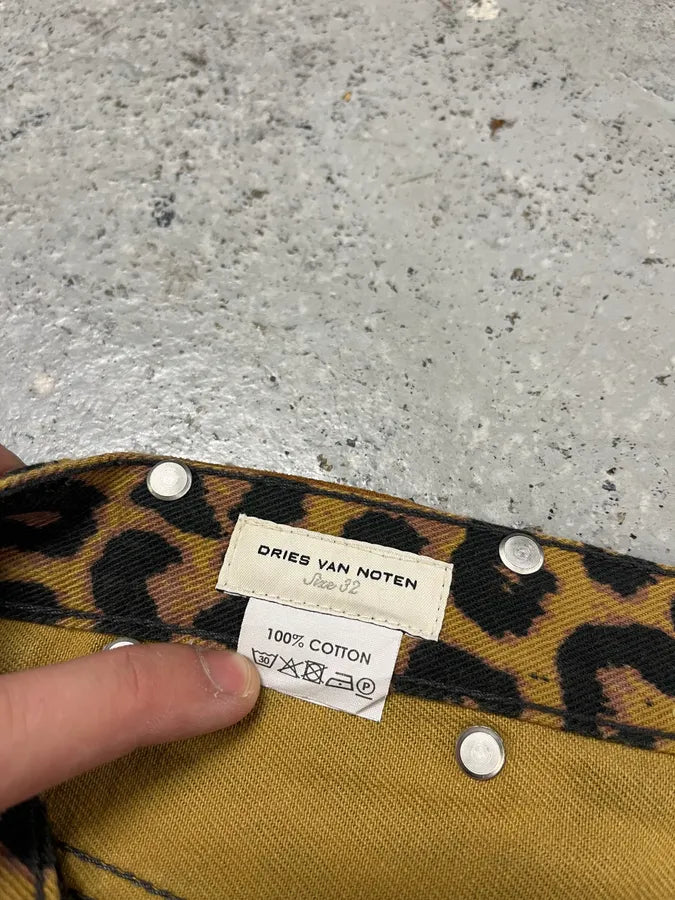 DRIES VAN NOTEN
Size 32
100% COTTON
30 P